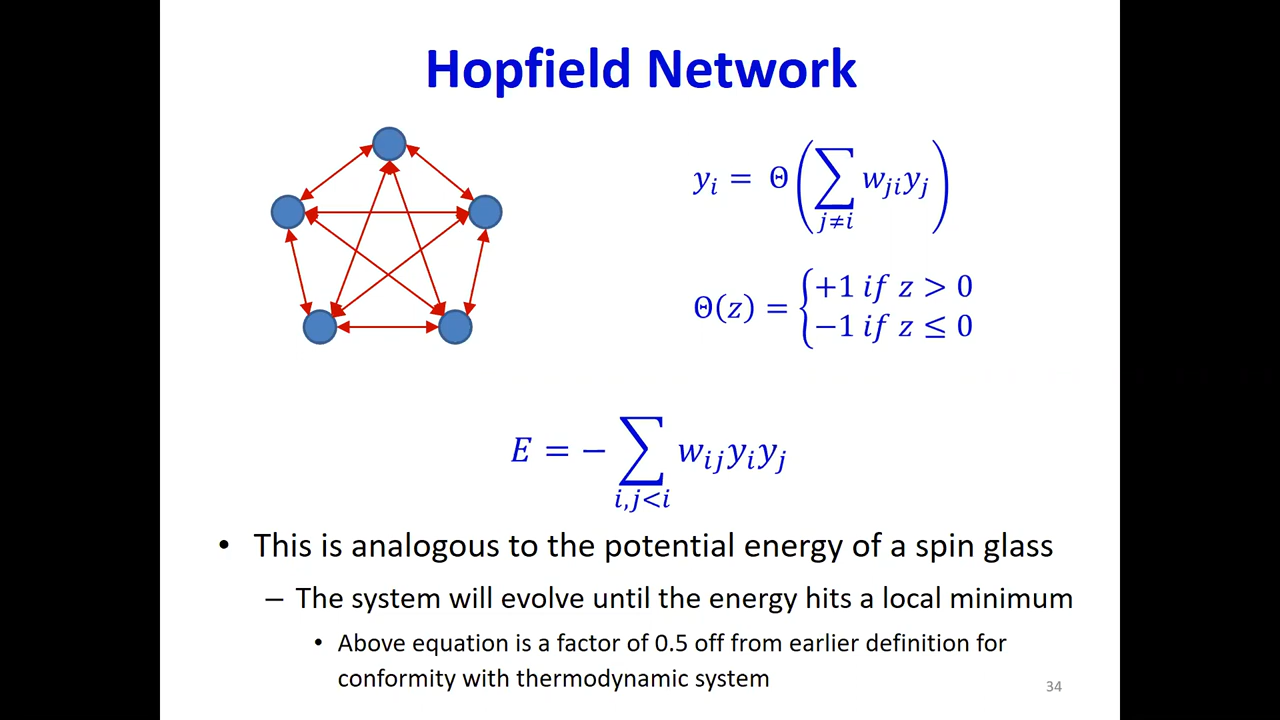 Hopfield Network
y_i = Θ(∑_{j≠i} w_{ji} y_j)
Θ(z) = {+1 if z > 0
−1 if z ≤ 0
E = − ∑_{i,j<i} w_{ij} y_i y_j
• This is analogous to the potential energy of a spin glass
– The system will evolve until the energy hits a local minimum
• Above equation is a factor of 0.5 off from earlier definition for
conformity with thermodynamic system
34